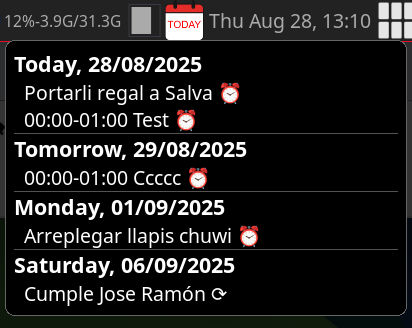 12%-3.9G/31.3G TODAY Thu Aug 28, 13:10
Today, 28/08/2025
Portarli regal a Salva ⏰
00:00-01:00 Test ⏰
Tomorrow, 29/08/2025
00:00-01:00 Ccccc ⏰
Monday, 01/09/2025
Arreplegar llapis chuwi ⏰
Saturday, 06/09/2025
Cumple Jose Ramón ⟳